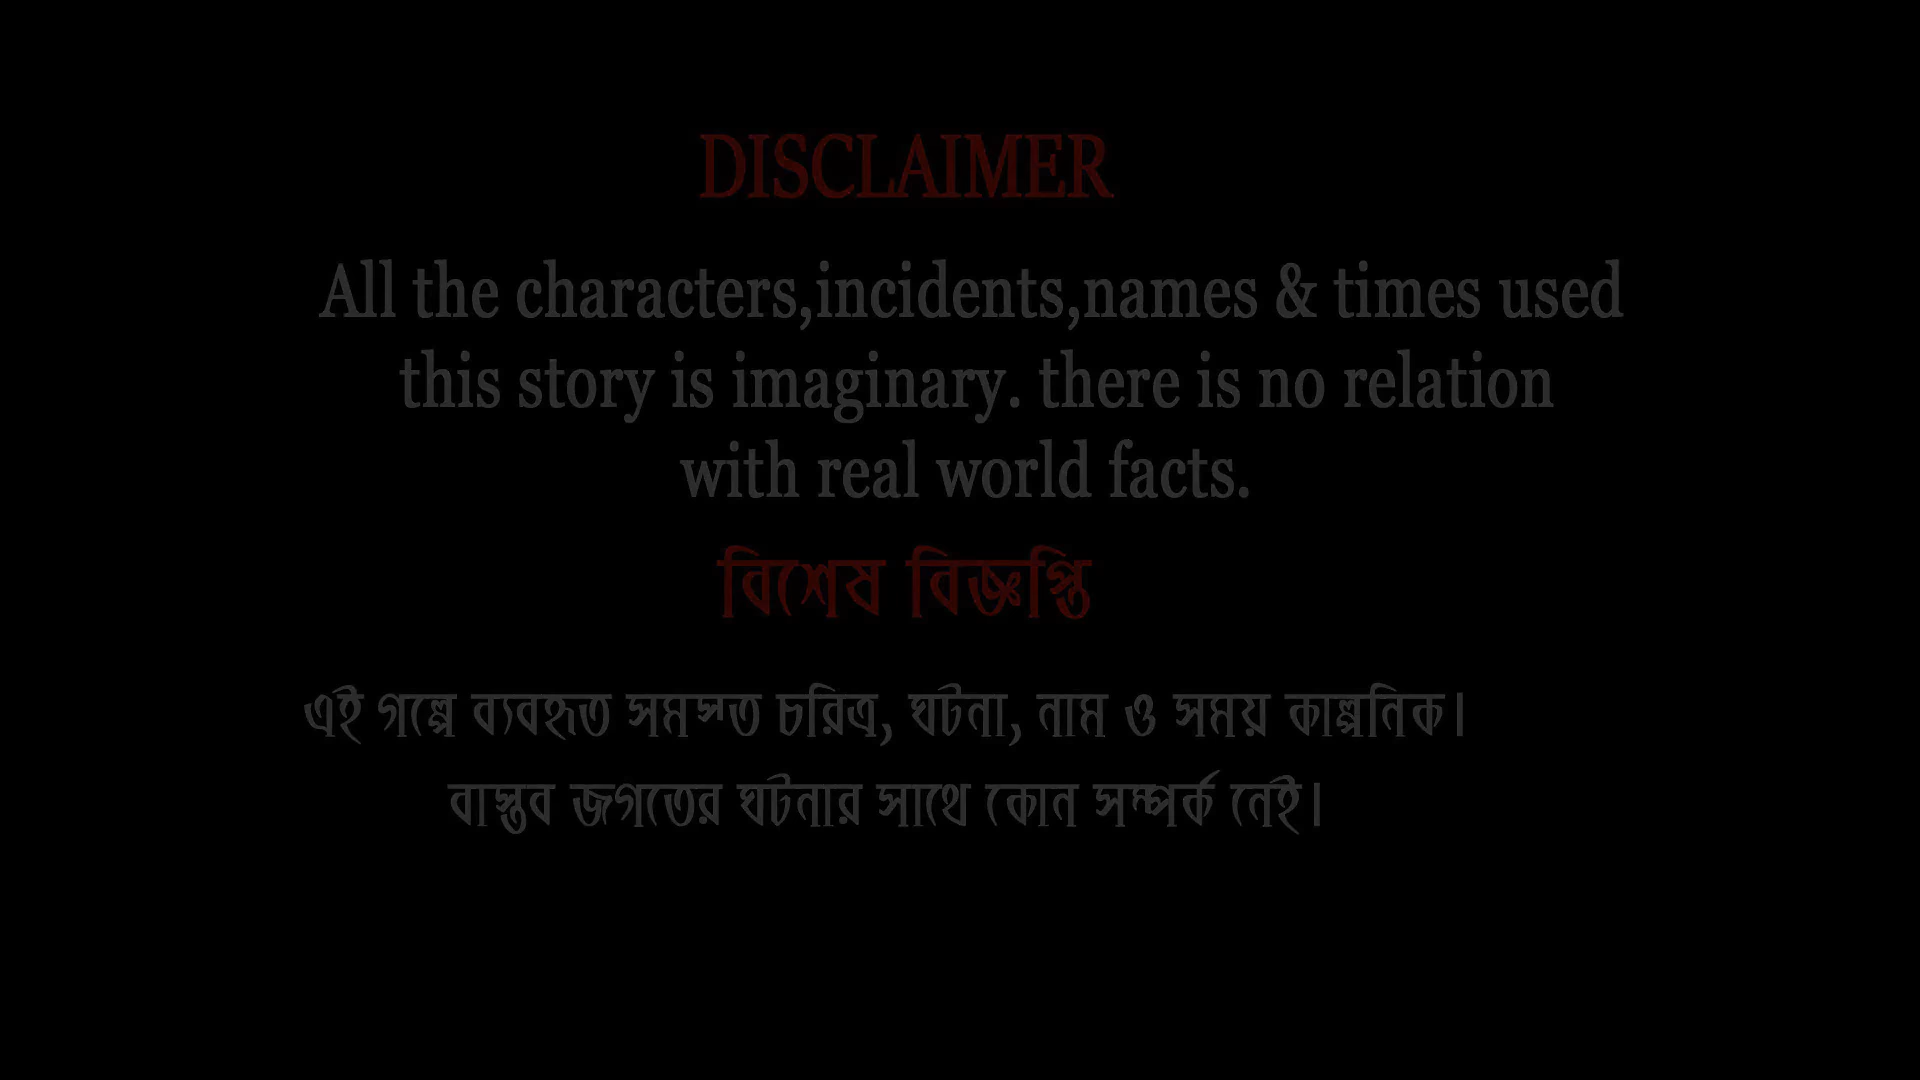 DISCLAIMER
All the characters,incidents,names & times used
this story is imaginary. there is no relation
with real world facts.
বিশেষ বিজ্ঞপ্তি
এই গল্পে ব্যবহৃত সমস্ত চরিত্র, ঘটনা, নাম ও সময় কাল্পনিক।
বাস্তব জগতের ঘটনার সাথে কোন সম্পর্ক নেই।